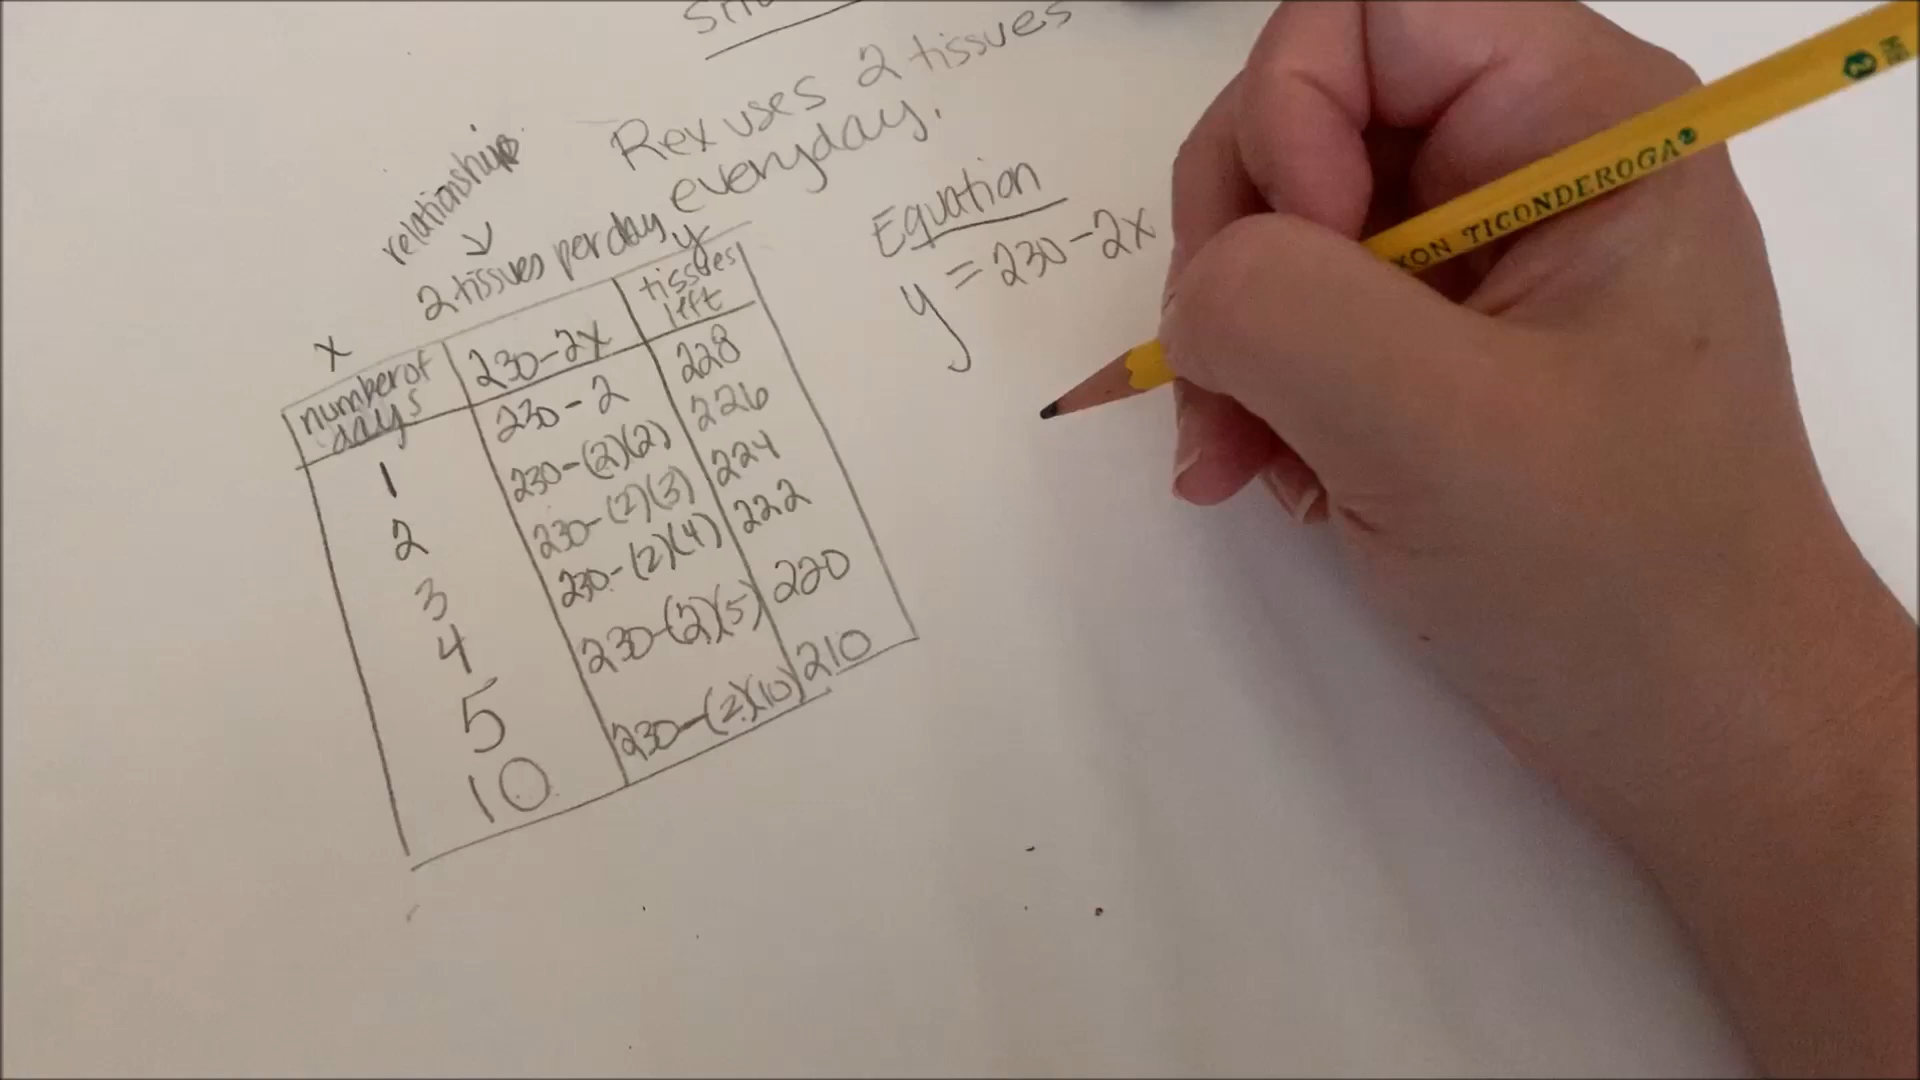 Rex uses 2 tissues
everyday.
relationship
2 tissues per day
Equation
y = 230-2x
x
y
number of
days
230-2x
tissues
left
1
230-2
228
2
230-(2)(2)
226
3
230-(2)(3)
224
4
230-(2)(4)
222
5
230-(2)(5)
220
10
230-(2)(10)
210
XON TICONDEROGA®